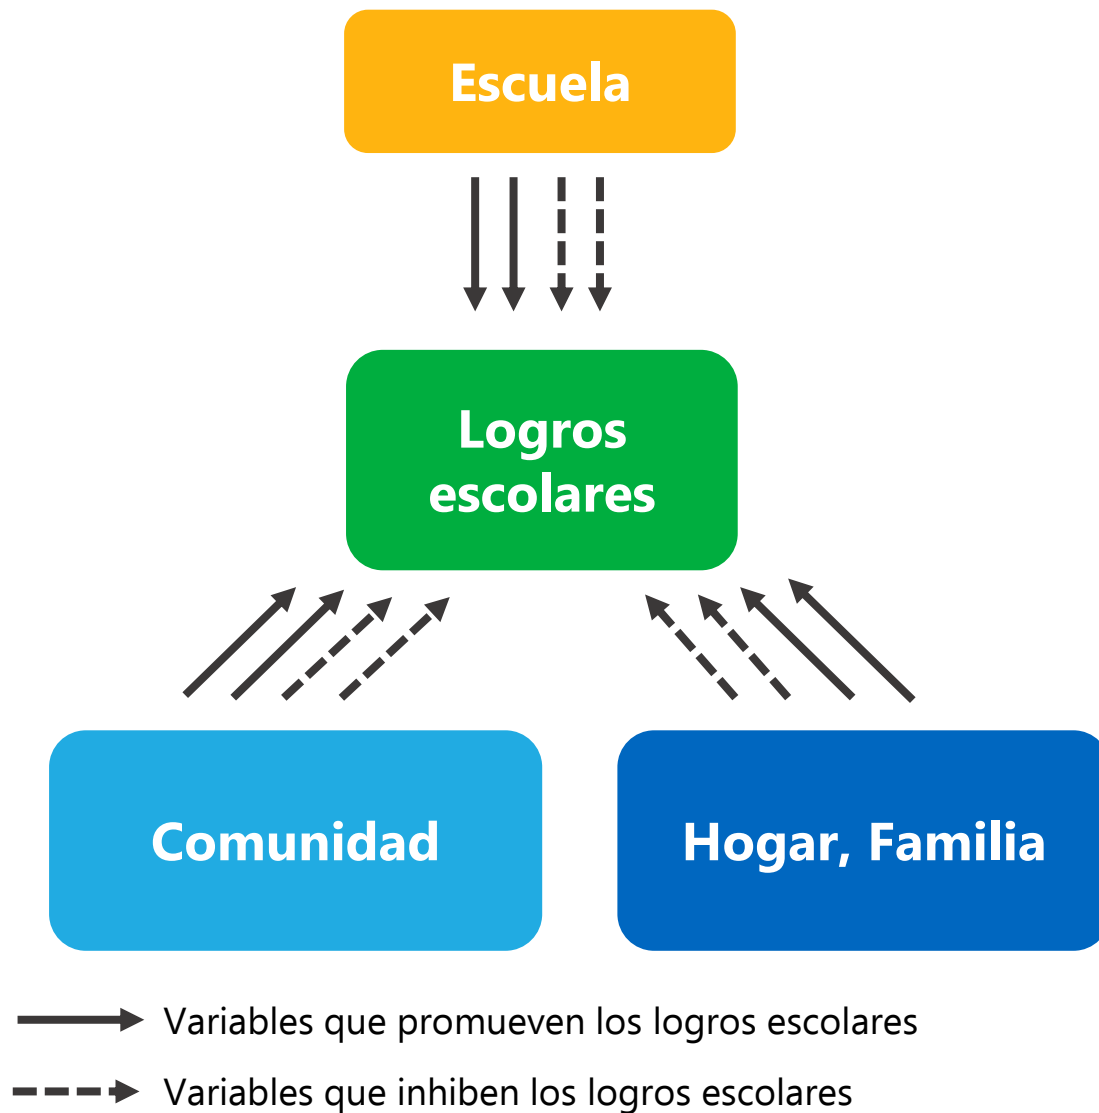 Escuela
Logros
escolares
Comunidad
Hogar, Familia
Variables que promueven los logros escolares
Variables que inhiben los logros escolares